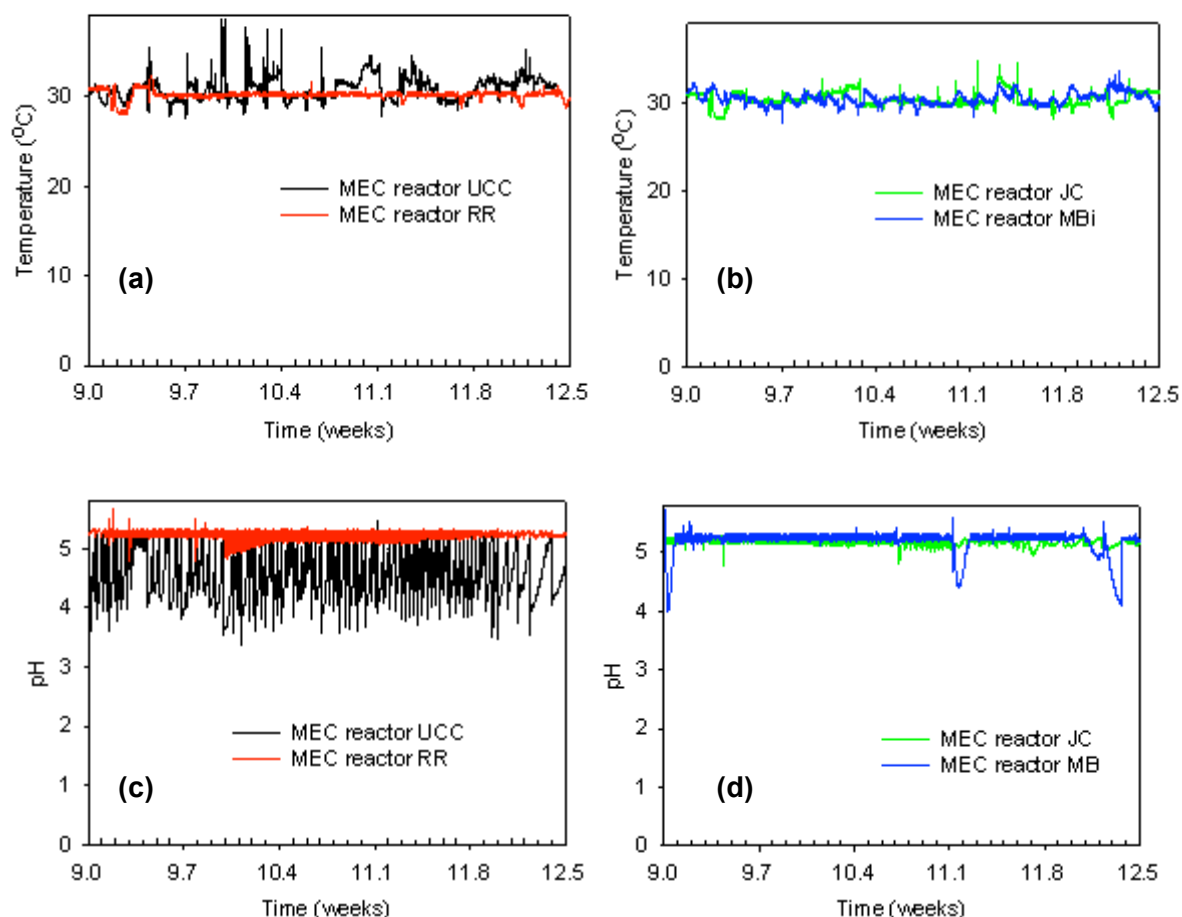 Temperature (°C)
30
20
10
0
MEC reactor UCC
MEC reactor RR
(a)
9.0 9.7 10.4 11.1 11.8 12.5
Time (weeks)
Temperature (°C)
30
20
10
0
MEC reactor JC
MEC reactor MBi
(b)
9.0 9.7 10.4 11.1 11.8 12.5
Time (weeks)
pH
5
4
3
2
1
0
MEC reactor UCC
MEC reactor RR
(c)
9.0 9.7 10.4 11.1 11.8 12.5
Time (weeks)
pH
5
4
3
2
1
0
MEC reactor JC
MEC reactor MB
(d)
9.0 9.7 10.4 11.1 11.8 12.5
Time (weeks)